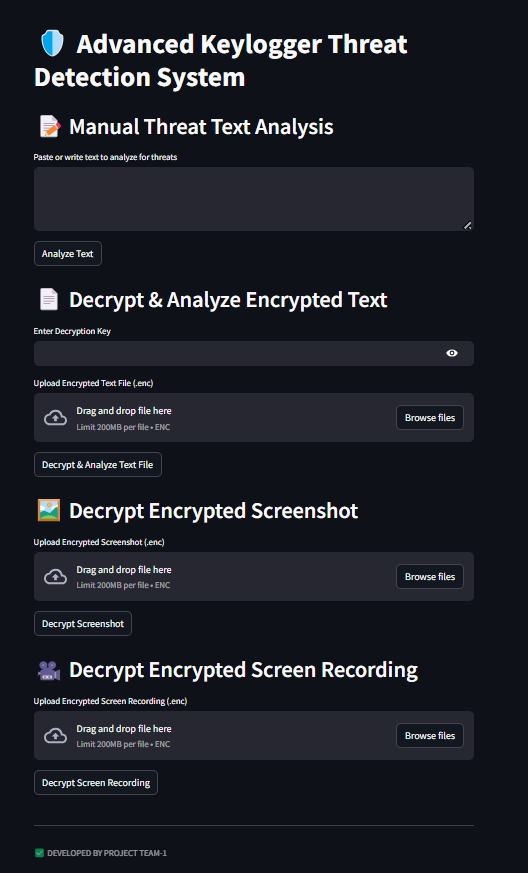 Advanced Keylogger Threat
Detection System
Manual Threat Text Analysis
Paste or write text to analyze for threats
Analyze Text
Decrypt & Analyze Encrypted Text
Enter Decryption Key
Upload Encrypted Text File (.enc)
Drag and drop file here
Limit 200MB per file • ENC
Browse files
Decrypt & Analyze Text File
Decrypt Encrypted Screenshot
Upload Encrypted Screenshot (.enc)
Drag and drop file here
Limit 200MB per file • ENC
Browse files
Decrypt Screenshot
Decrypt Encrypted Screen Recording
Upload Encrypted Screen Recording (.enc)
Drag and drop file here
Limit 200MB per file • ENC
Browse files
Decrypt Screen Recording
DEVELOPED BY PROJECT TEAM-1